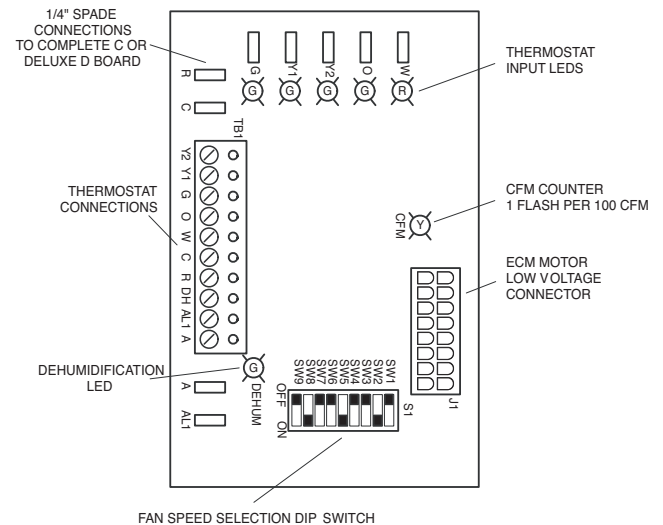 1/4" SPADE
CONNECTIONS
TO COMPLETE C OR
DELUXE D BOARD
R
C
G
Y1
Y2
O
W
G
G
G
G
R
THERMOSTAT
INPUT LEDS
TB1
Y2
Y1
G
O
W
C
R
DH
AL1
A
THERMOSTAT
CONNECTIONS
CFM
Y
CFM COUNTER
1 FLASH PER 100 CFM
ECM MOTOR
LOW VOLTAGE
CONNECTOR
J1
DEHUMIDIFICATION
LED
G
DEHUM
A
AL1
SW9
SW8
SW7
SW6
SW5
SW4
SW3
SW2
SW1
OFF
ON
S1
FAN SPEED SELECTION DIP SWITCH